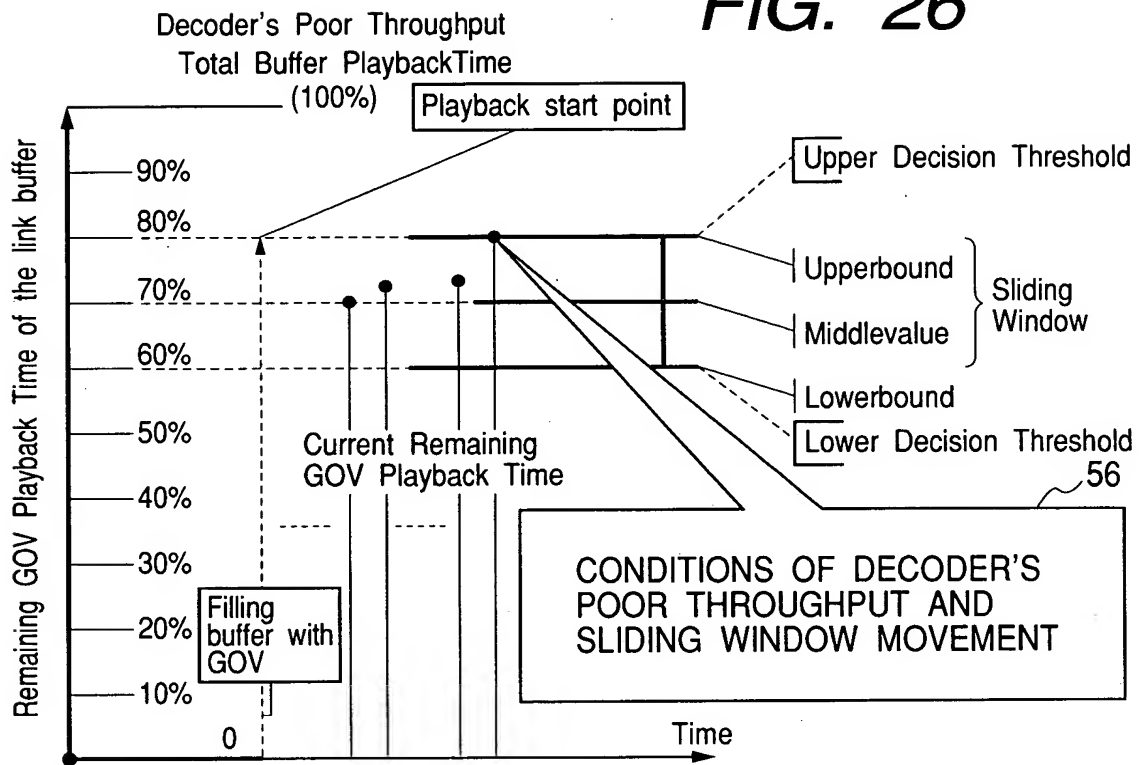 FIG. 26
Decoder's Poor Throughput
Total Buffer PlaybackTime
(100%)
Playback start point
Remaining GOV Playback Time of the link buffer
90%
80%
70%
60%
50%
40%
30%
20%
10%
0
Upper Decision Threshold
Upperbound
Middlevalue
Lowerbound
Sliding
Window
Lower Decision Threshold
Current Remaining
GOV Playback Time
56
CONDITIONS OF DECODER'S
POOR THROUGHPUT AND
SLIDING WINDOW MOVEMENT
Filling
buffer with
GOV
Time